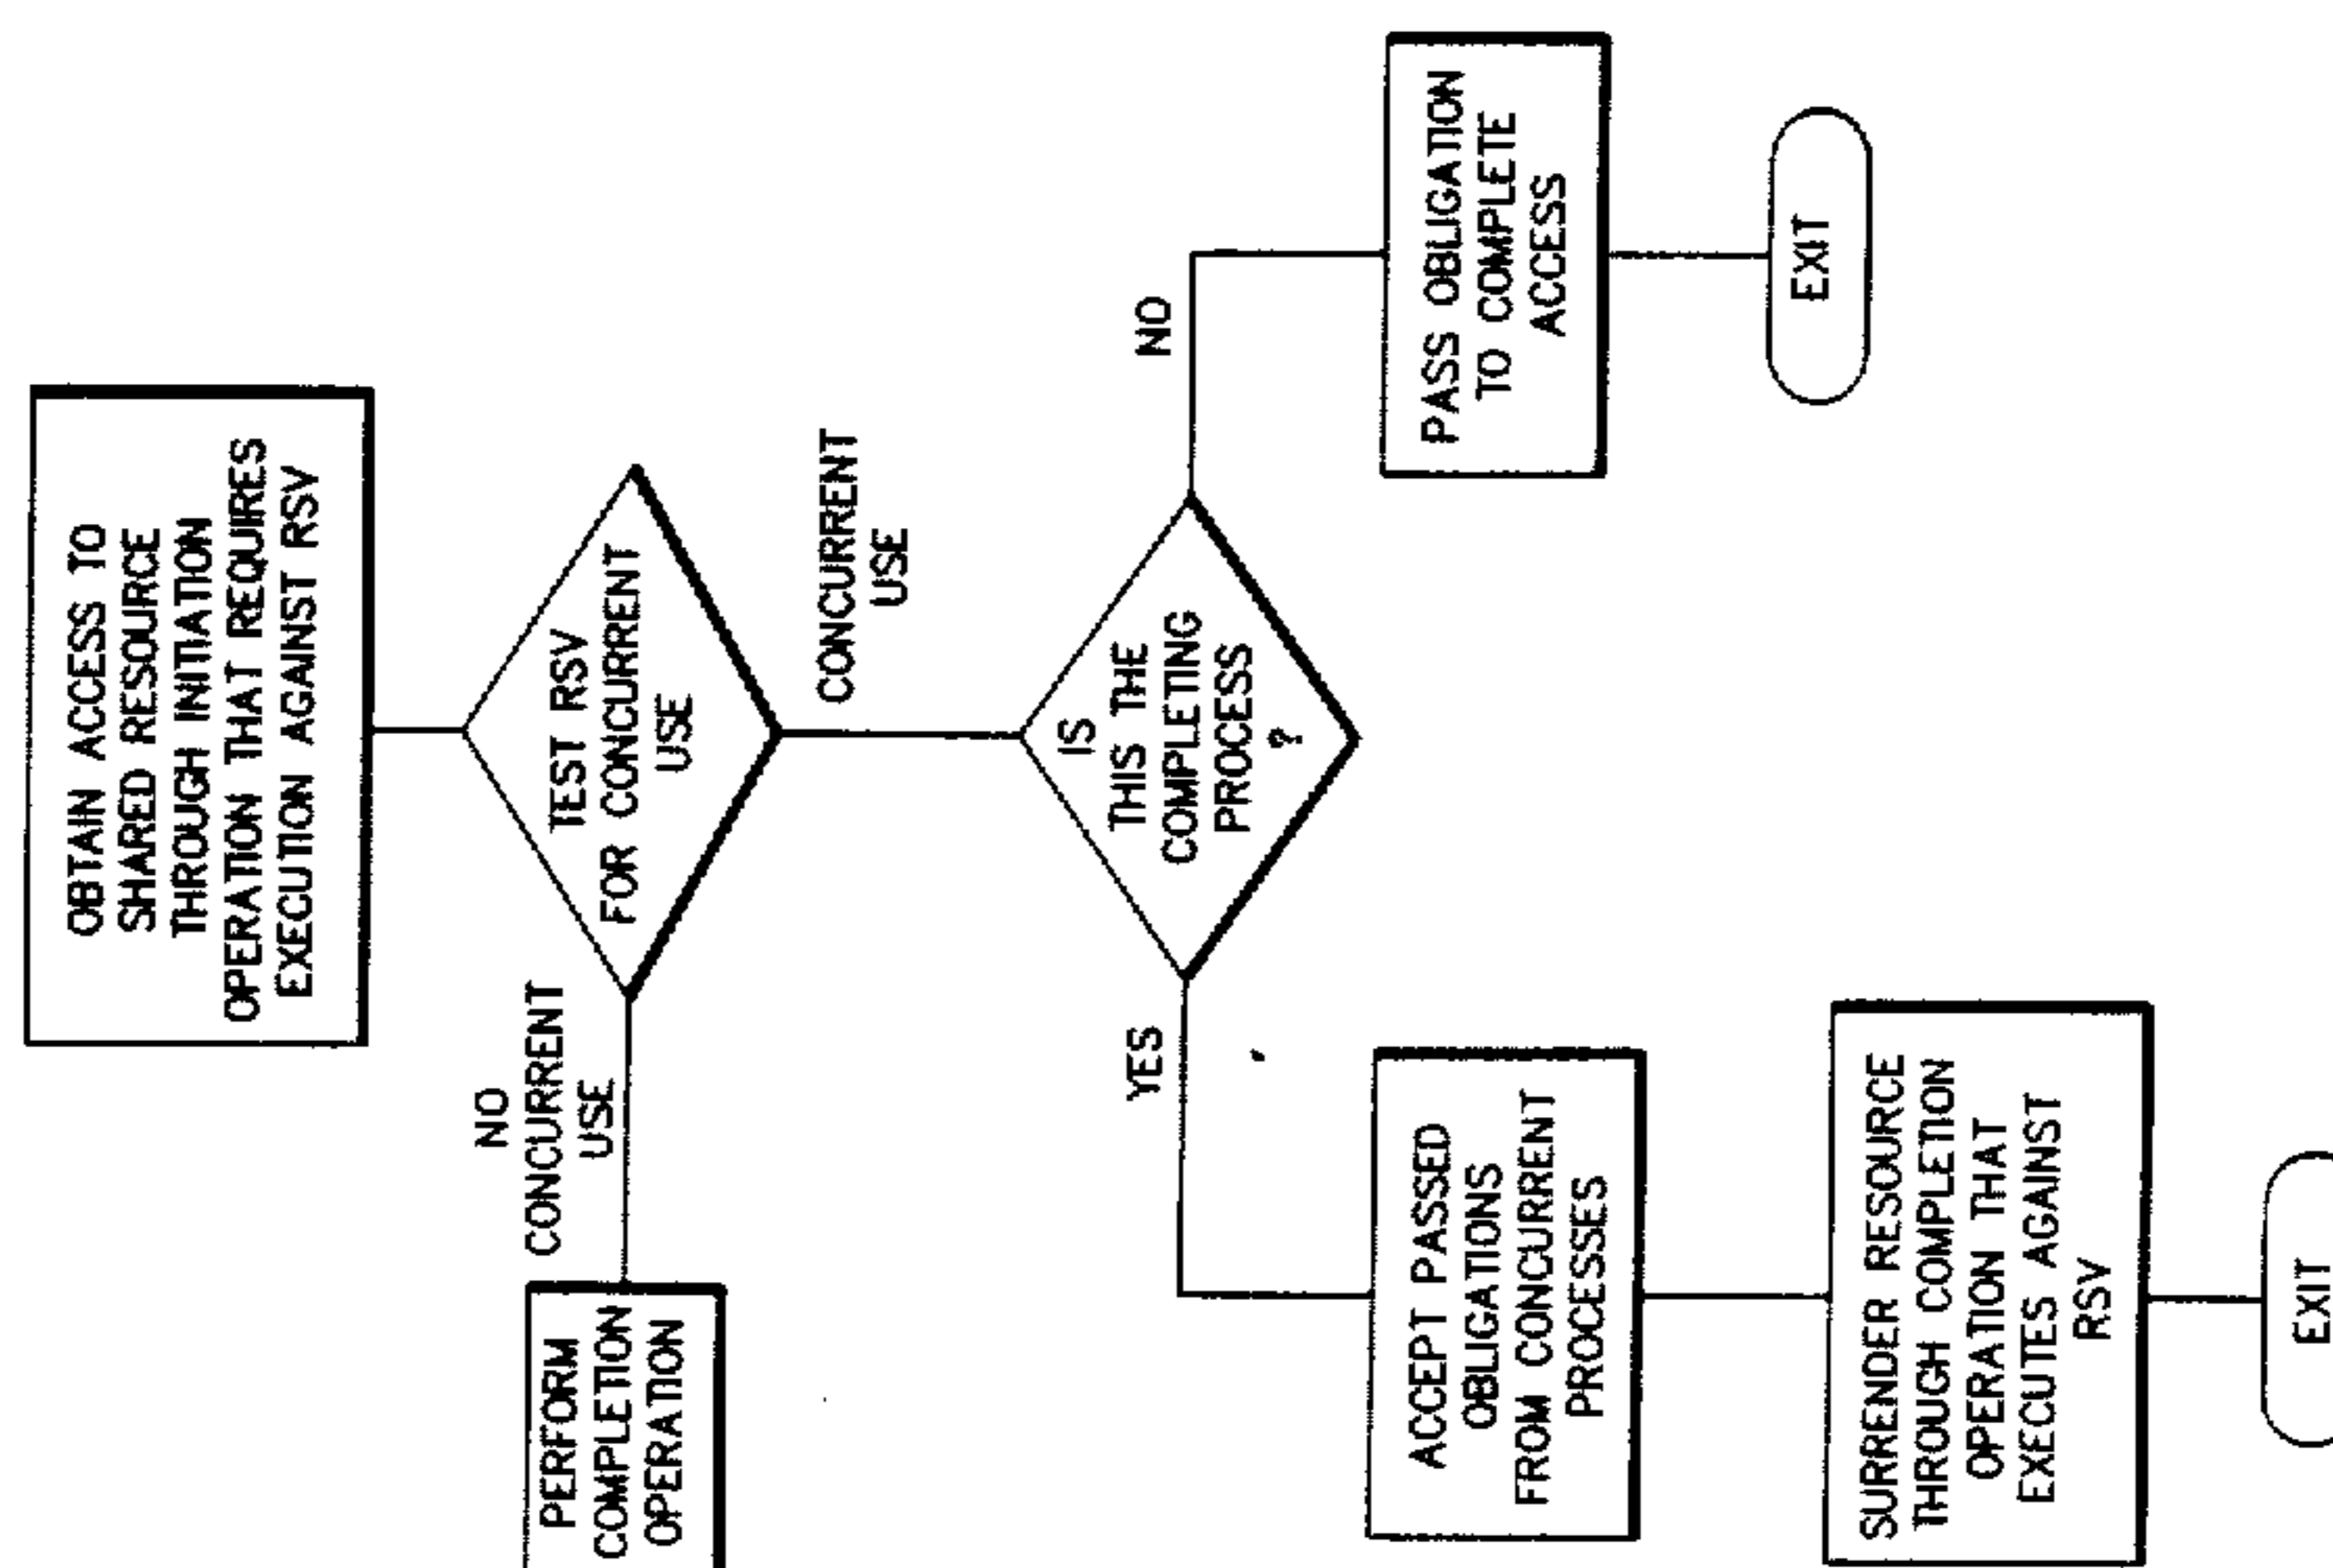 OBTAIN ACCESS TO
SHARED RESOURCE
THROUGH INITIATION
OPERATION THAT REQUIRES
EXECUTION AGAINST RSV
TEST RSV
FOR CONCURRENT
USE
NO
CONCURRENT
USE
PERFORM
COMPLETION
OPERATION
CONCURRENT
USE
IS
THIS THE
COMPLETING
PROCESS
?
YES
ACCEPT PASSED
OBLIGATIONS
FROM CONCURRENT
PROCESSES
SURRENDER RESOURCE
THROUGH COMPLETION
OPERATION THAT
EXECUTES AGAINST
RSV
EXIT
NO
PASS OBLIGATION
TO COMPLETE
ACCESS
EXIT